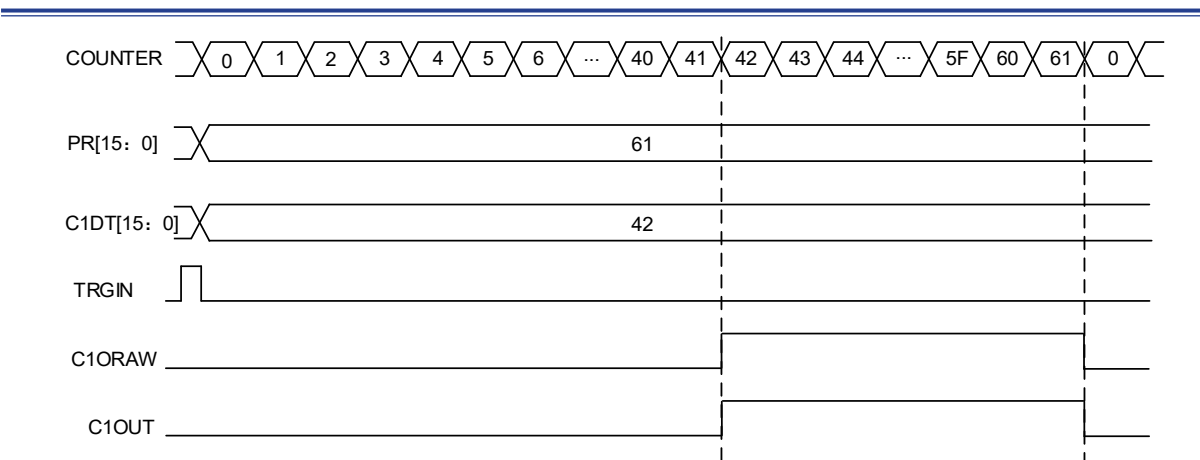 COUNTER 0 1 2 3 4 5 6 ... 40 41 42 43 44 ... 5F 60 61 0
PR[15：0] 61
C1DT[15：0] 42
TRGIN
C1ORAW
C1OUT